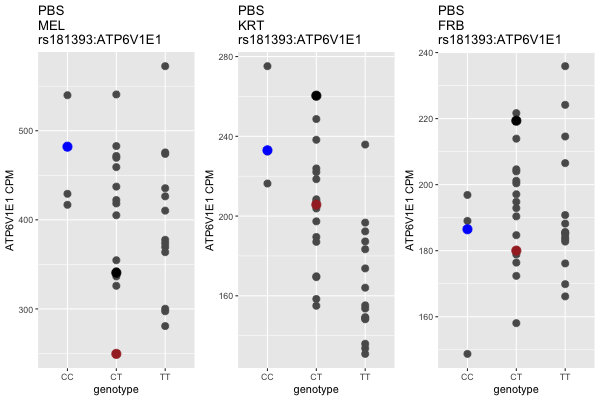 PBS
MEL
rs181393:ATP6V1E1
ATP6V1E1 CPM
500
400
300
CC
CT
TT
genotype
PBS
KRT
rs181393:ATP6V1E1
ATP6V1E1 CPM
280
240
200
160
CC
CT
TT
genotype
PBS
FRB
rs181393:ATP6V1E1
ATP6V1E1 CPM
240
220
200
180
160
CC
CT
TT
genotype